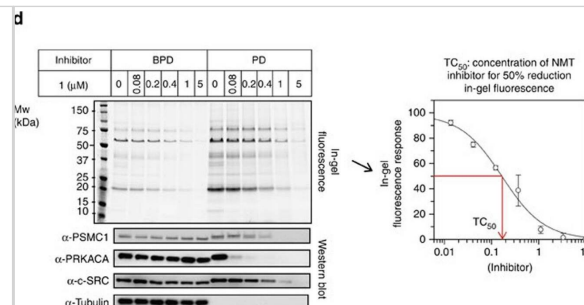 d
Inhibitor BPD PD
1 (μM) 0 0.08 0.2 0.4 1 5 0 0.08 0.2 0.4 1 5
Mw
(kDa)
150
75
50
37
25
20
15
10
In-gel
fluorescence
α-PSMC1
α-PRKACA
α-c-SRC
α-Tubulin
Western blot
TC50: concentration of NMT
inhibitor for 50% reduction
in-gel fluorescence
In-gel
fluorescence response
100
80
60
40
20
0
TC50
0.01 0.1 1
(Inhibitor)